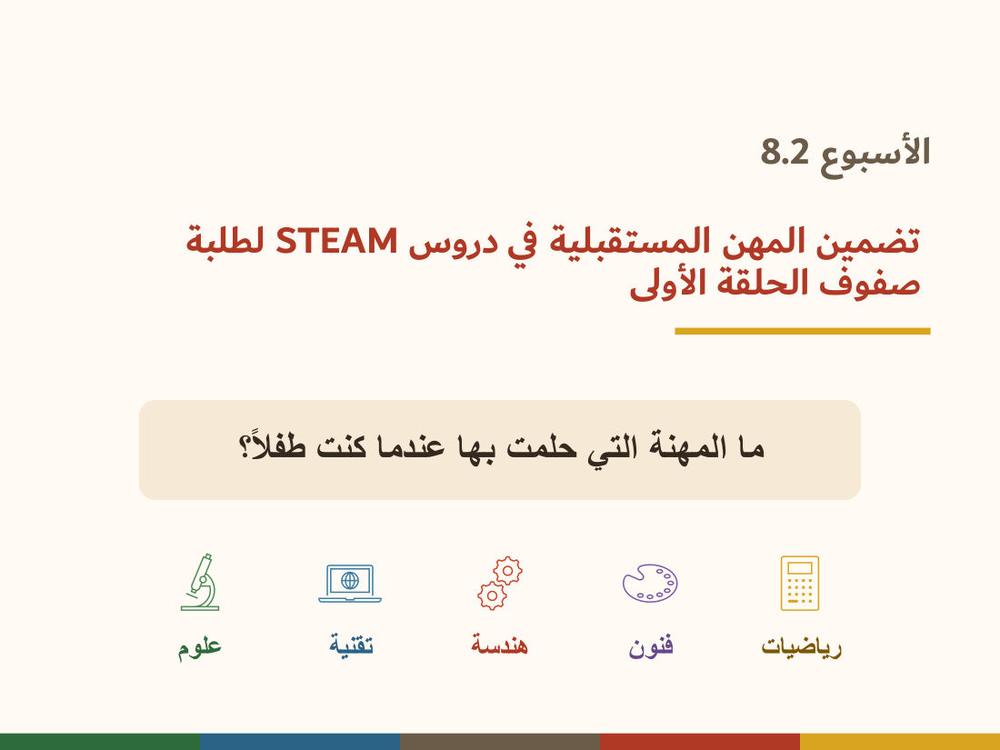 الأسبوع 8.2
تضمين المهن المستقبلية في دروس STEAM لطلبة
صفوف الحلقة الأولى
ما المهنة التي حلمت بها عندما كنت طفلاً؟
رياضيات
فنون
هندسة
تقنية
علوم